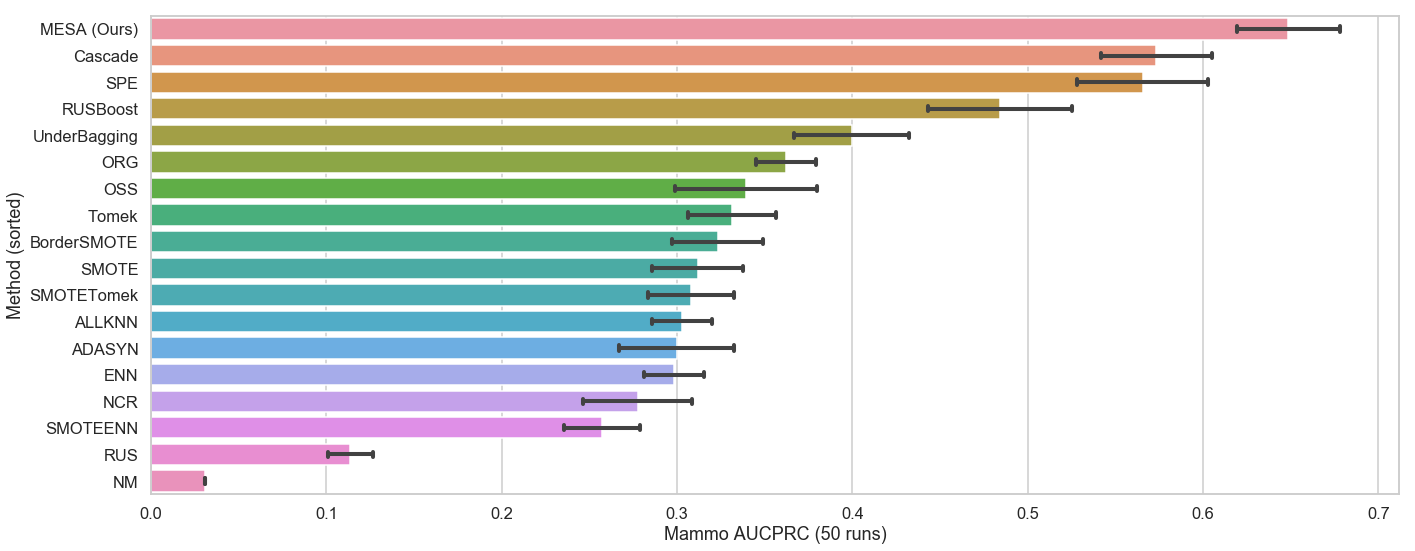 Method (sorted)
MESA (Ours)
Cascade
SPE
RUSBoost
UnderBagging
ORG
OSS
Tomek
BorderSMOTE
SMOTE
SMOTETomek
ALLKNN
ADASYN
ENN
NCR
SMOTEENN
RUS
NM
0.0 0.1 0.2 0.3 0.4 0.5 0.6 0.7
Mammo AUCPRC (50 runs)